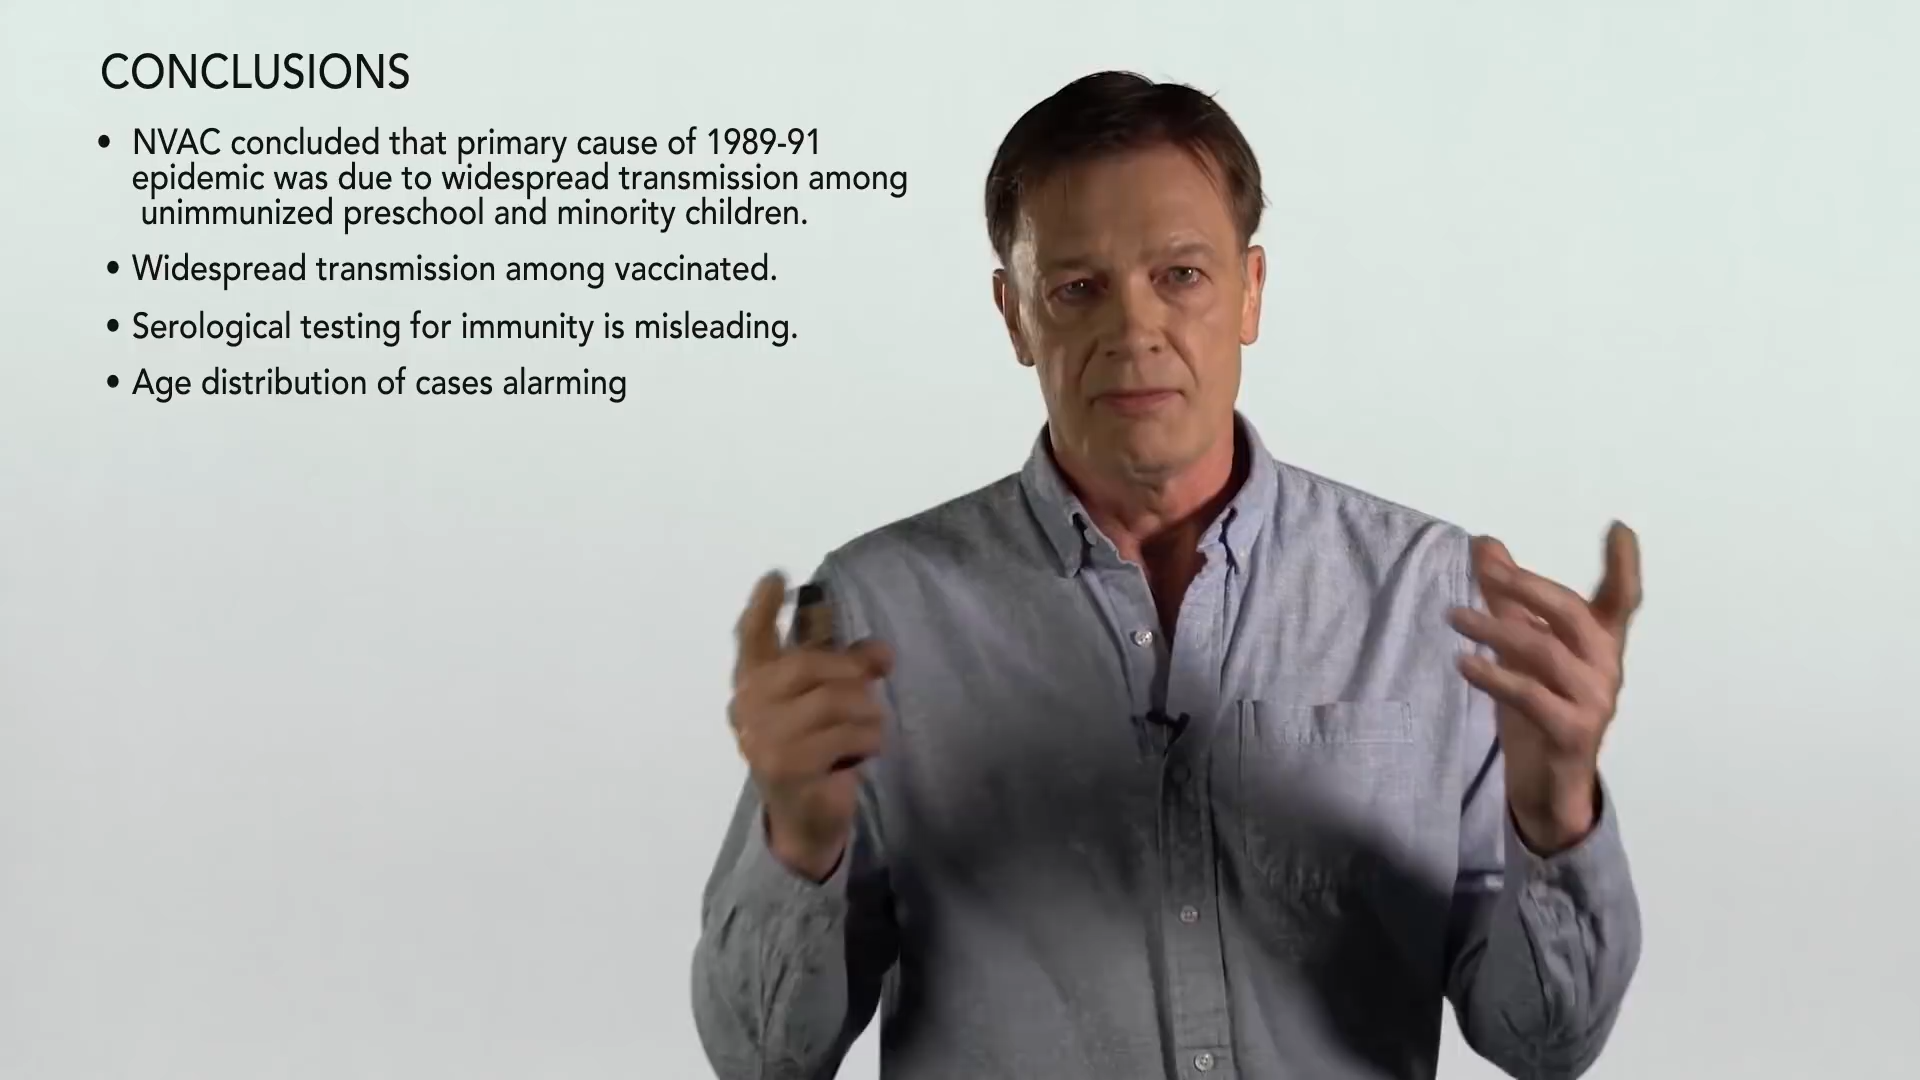 CONCLUSIONS
• NVAC concluded that primary cause of 1989-91
epidemic was due to widespread transmission among
unimmunized preschool and minority children.
• Widespread transmission among vaccinated.
• Serological testing for immunity is misleading.
• Age distribution of cases alarming